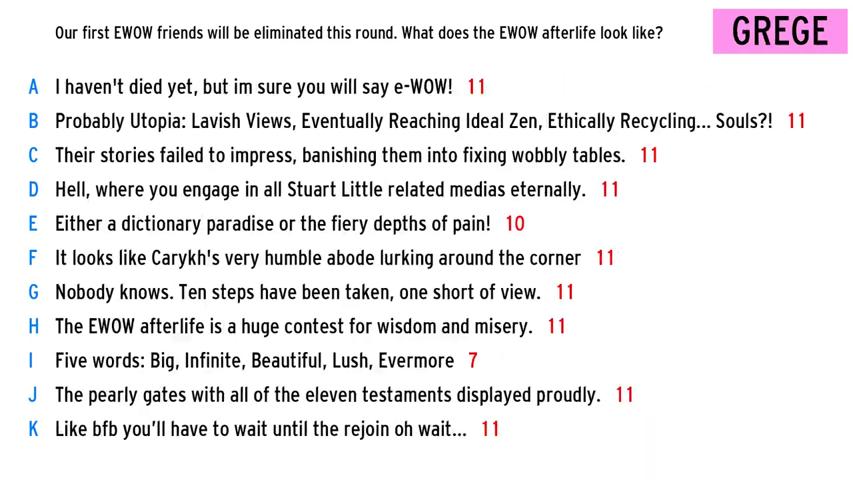 Our first EWOW friends will be eliminated this round. What does the EWOW afterlife look like?
GREGE
A I haven't died yet, but im sure you will say e-WOW! 11
B Probably Utopia: Lavish Views, Eventually Reaching Ideal Zen, Ethically Recycling... Souls?! 11
C Their stories failed to impress, banishing them into fixing wobbly tables. 11
D Hell, where you engage in all Stuart Little related medias eternally. 11
E Either a dictionary paradise or the fiery depths of pain! 10
F It looks like Carykh's very humble abode lurking around the corner 11
G Nobody knows. Ten steps have been taken, one short of view. 11
H The EWOW afterlife is a huge contest for wisdom and misery. 11
I Five words: Big, Infinite, Beautiful, Lush, Evermore 7
J The pearly gates with all of the eleven testaments displayed proudly. 11
K Like bfb you’ll have to wait until the rejoin oh wait... 11